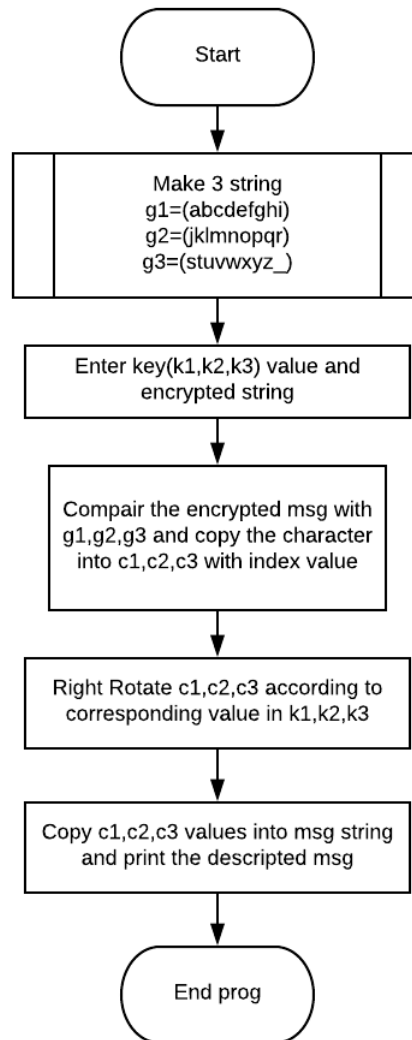 Start
Make 3 string
g1=(abcdefghi)
g2=(jklmnopqr)
g3=(stuvwxyz_)
Enter key(k1,k2,k3) value and
encrypted string
Compair the encrypted msg with
g1,g2,g3 and copy the character
into c1,c2,c3 with index value
Right Rotate c1,c2,c3 according to
corresponding value in k1,k2,k3
Copy c1,c2,c3 values into msg string
and print the descripted msg
End prog